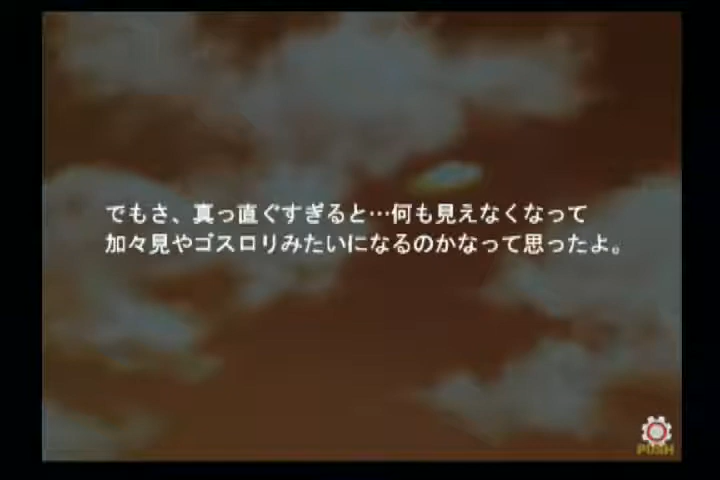 でもさ、真っ直ぐすぎると…何も見えなくなって
加々見やゴスロリみたいになるのかなって思ったよ。
PUSH